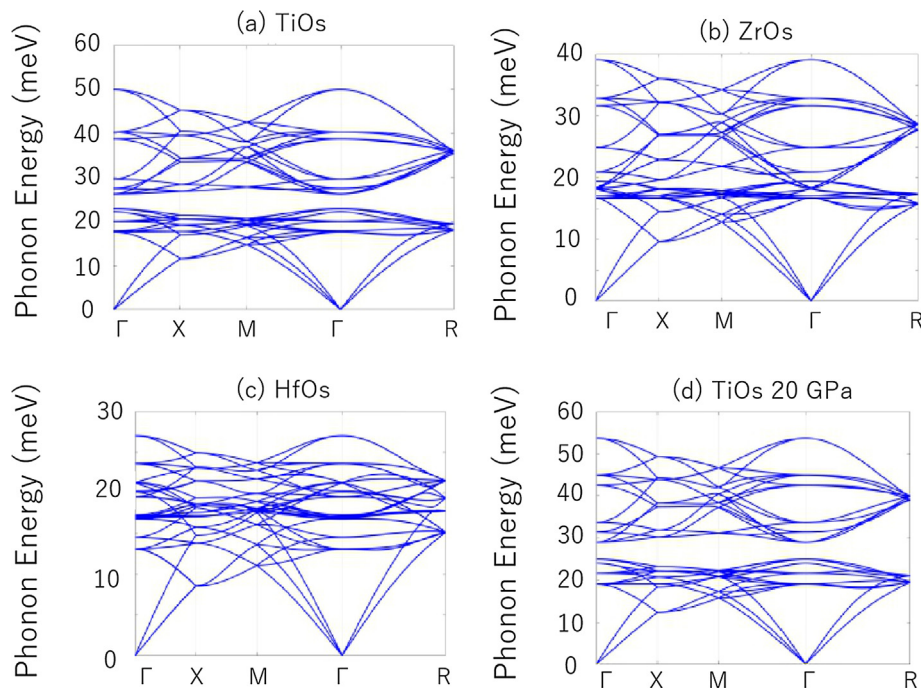 (a) TiOs
Phonon Energy (meV)
60
50
40
30
20
10
0
Γ X M Γ R
(b) ZrOs
Phonon Energy (meV)
40
30
20
10
0
Γ X M Γ R
(c) HfOs
Phonon Energy (meV)
30
20
10
0
Γ X M Γ R
(d) TiOs 20 GPa
Phonon Energy (meV)
60
50
40
30
20
10
0
Γ X M Γ R